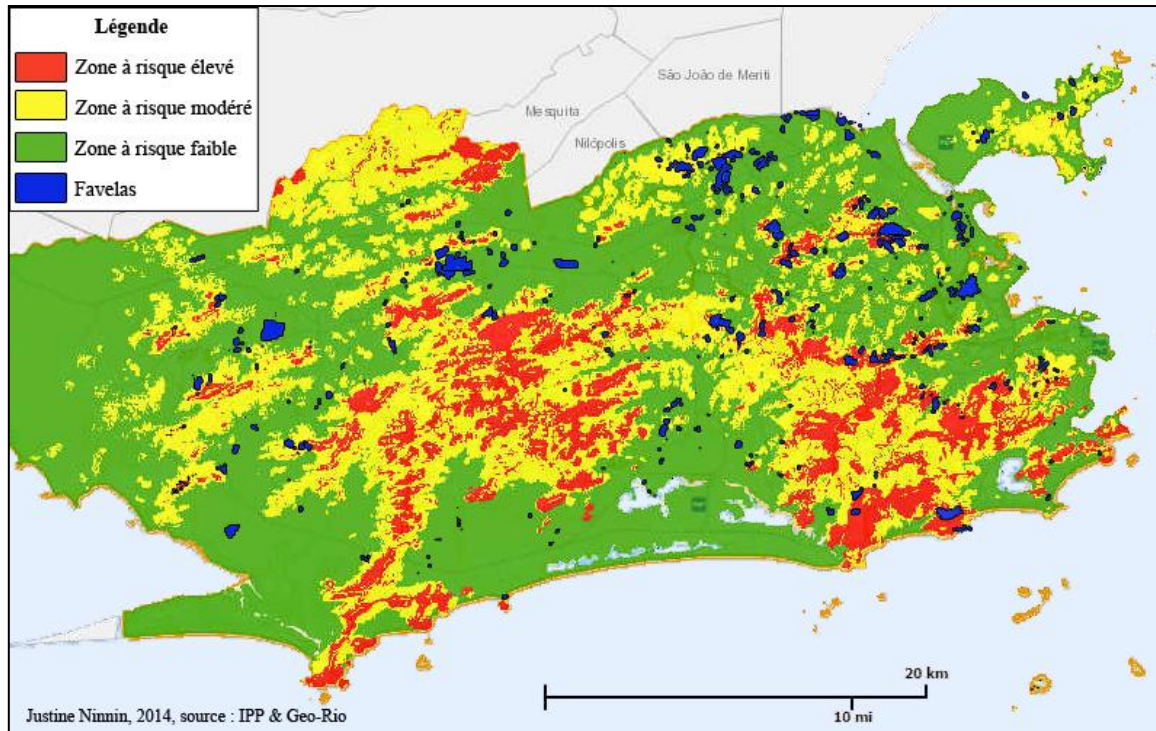 Légende
Zone à risque élevé
Zone à risque modéré
Zone à risque faible
Favelas
São João de Meriti
Mesquita
Nilópolis
20 km
10 mi
Justine Ninnin, 2014, source : IPP & Geo-Rio